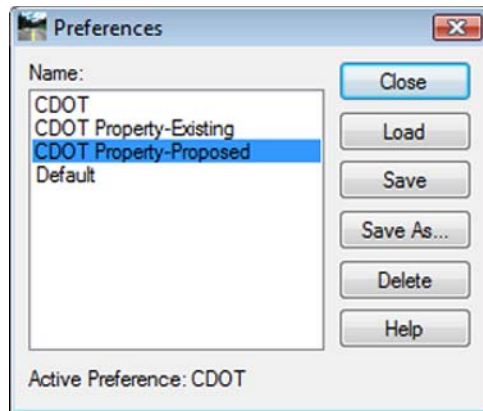 Preferences
Name:
CDOT
CDOT Property-Existing
CDOT Property-Proposed
Default
Close
Load
Save
Save As...
Delete
Help
Active Preference: CDOT